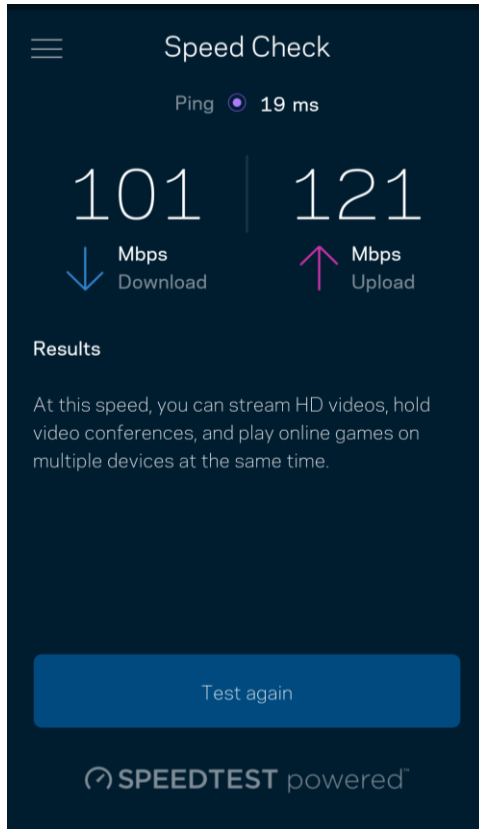 Speed Check
Ping 19 ms
101 121
Mbps Mbps
Download Upload
Results
At this speed, you can stream HD videos, hold
video conferences, and play online games on
multiple devices at the same time.
Test again
SPEEDTEST powered™